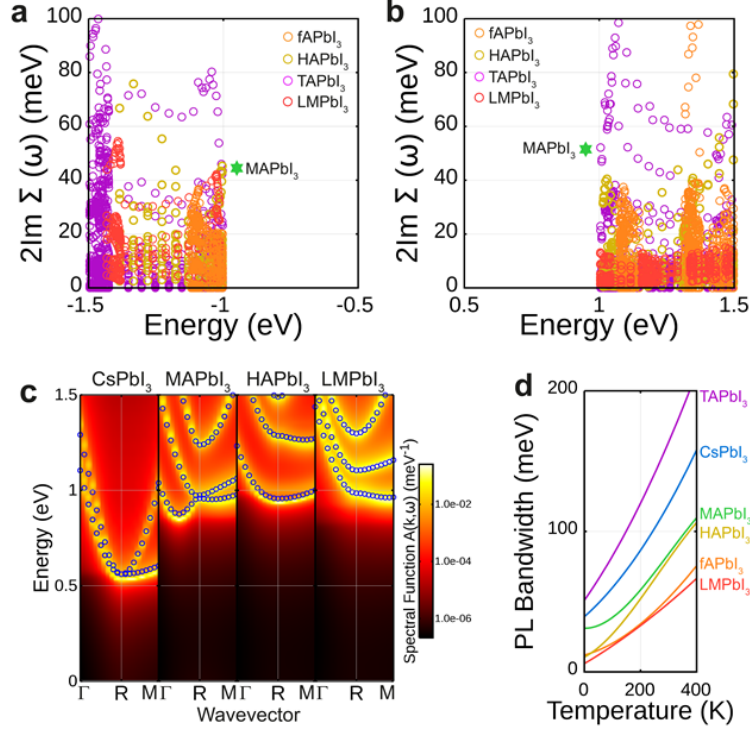 a
2Im Σ (ω) (meV)
100
80
60
40
20
0
-1.5
-1
-0.5
Energy (eV)
fAPbI₃
HAPbI₃
TAPbI₃
LMPbI₃
MAPbI₃
b
2Im Σ (ω) (meV)
100
80
60
40
20
0
0.5
1
1.5
Energy (eV)
fAPbI₃
HAPbI₃
TAPbI₃
LMPbI₃
MAPbI₃
c
CsPbI₃ MAPbI₃ HAPbI₃ LMPbI₃
Energy (eV)
1.5
1
0.5
0
Γ R M Γ R M Γ R M Γ R M
Wavevector
Spectral Function A(k,ω) (meV⁻¹)
1.0e-02
1.0e-04
1.0e-06
d
PL Bandwidth (meV)
200
100
0
0 200 400
Temperature (K)
TAPbI₃
CsPbI₃
MAPbI₃
HAPbI₃
fAPbI₃
LMPbI₃